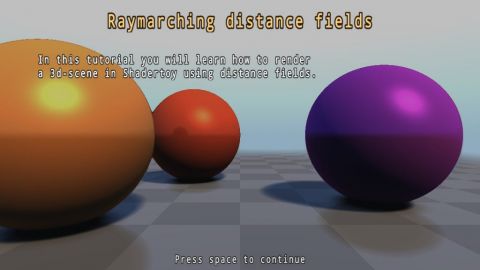 Raymarching distance fields
In this tutorial you will learn how to render
a 3d-scene in Shadertoy using distance fields.
Press space to continue